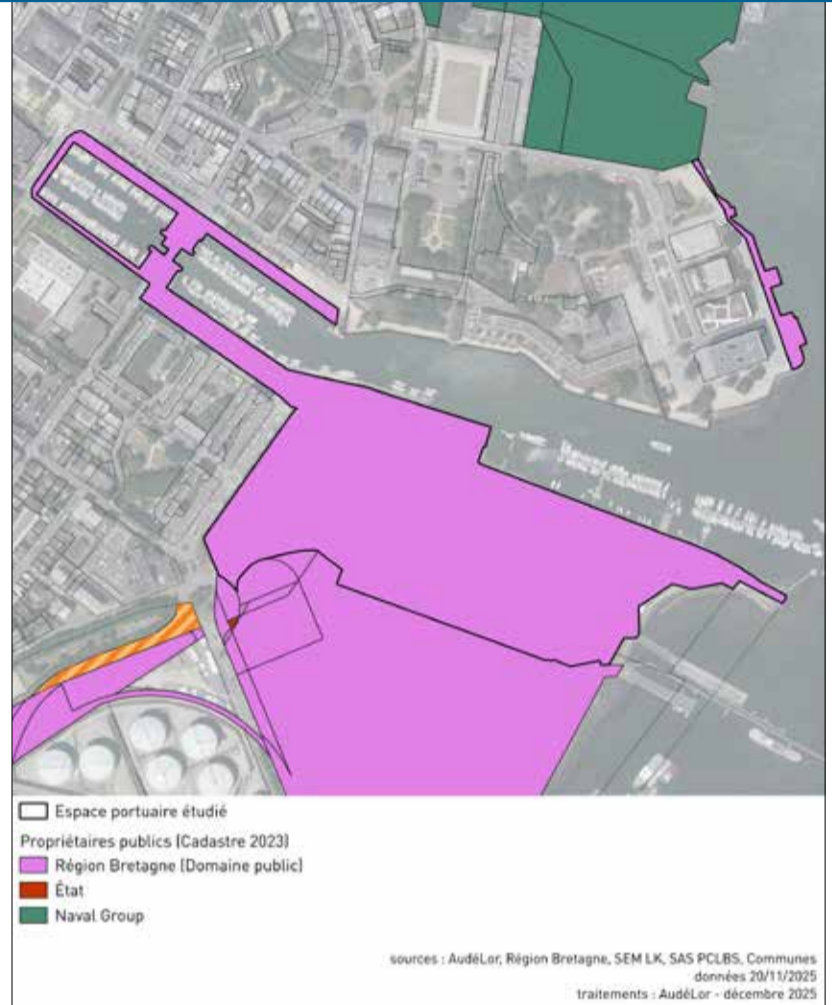 Espace portuaire étudié
Propriétaires publics (Cadastre 2023)
Région Bretagne (Domaine public)
État
Naval Group
sources : AudéLor, Région Bretagne, SEM LK, SAS PCLBS, Communes
données 20/11/2025
traitements : AudéLor - décembre 2025